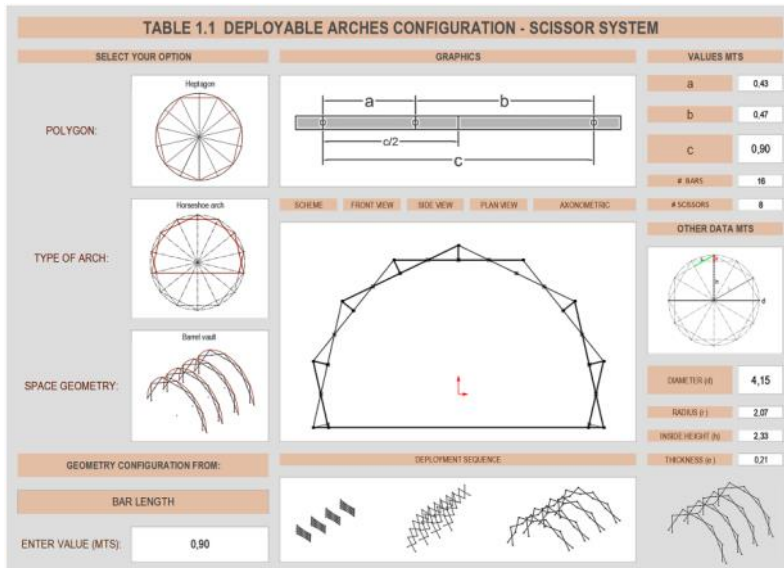 TABLE 1.1 DEPLOYABLE ARCHES CONFIGURATION - SCISSOR SYSTEM
SELECT YOUR OPTION
POLYGON:
Heptagon
TYPE OF ARCH:
Horseshoe arch
SPACE GEOMETRY:
Barrel vault
GEOMETRY CONFIGURATION FROM:
BAR LENGTH
ENTER VALUE (MTS): 0,90
GRAPHICS
a b
c/2
c
SCHEME FRONT VIEW SIDE VIEW PLAN VIEW AXONOMETRIC
DEPLOYMENT SEQUENCE
VALUES MTS
a 0,43
b 0,47
c 0,90
# BARS 16
# SCISSORS 8
OTHER DATA MTS
d
DIAMETER (d) 4,15
RADIUS (r) 2,07
INSIDE HEIGHT (h) 2,33
THICKNESS (e) 0,21